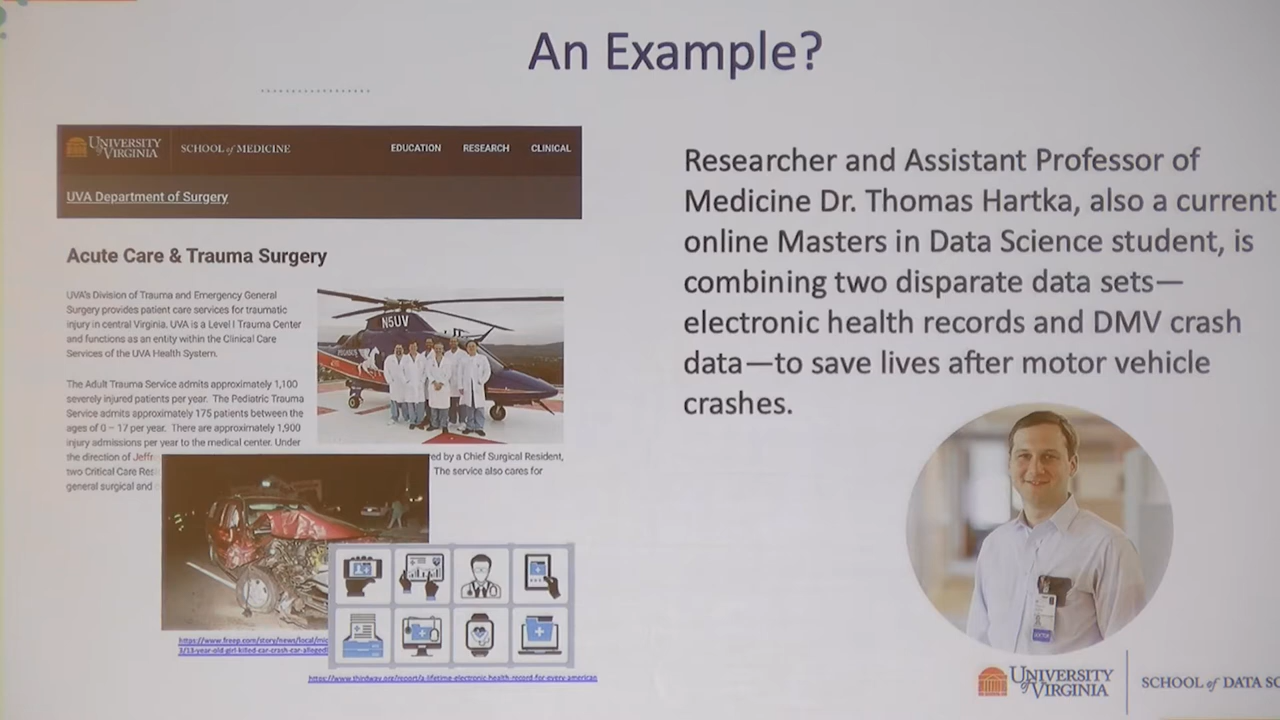 An Example?
UNIVERSITY of VIRGINIA
SCHOOL of MEDICINE
EDUCATION RESEARCH CLINICAL
UVA Department of Surgery
Acute Care & Trauma Surgery
UVA's Division of Trauma and Emergency General
Surgery provides patient care services for traumatic
injury in central Virginia. UVA is a Level I Trauma Center
and functions as an entity within the Clinical Care
Services of the UVA Health System.
The Adult Trauma Service admits approximately 1,100
severely injured patients per year. The Pediatric Trauma
Service admits approximately 175 patients between the
ages of 0 – 17 per year. There are approximately 1,900
injury admissions per year to the medical center. Under
the direction of Jeffr
ed by a Chief Surgical Resident,
two Critical Care Res
The service also cares for
general surgical and
N5UV
PEGASUS
https://www.freep.com/story/news/local/mic
3/13-year-old-girl-killed-car-crash-car-alleged
https://www.thirdway.org/report/a-lifetime-electronic-health-record-for-every-american
Researcher and Assistant Professor of
Medicine Dr. Thomas Hartka, also a current
online Masters in Data Science student, is
combining two disparate data sets—
electronic health records and DMV crash
data—to save lives after motor vehicle
crashes.
UNIVERSITY of VIRGINIA
SCHOOL of DATA SC